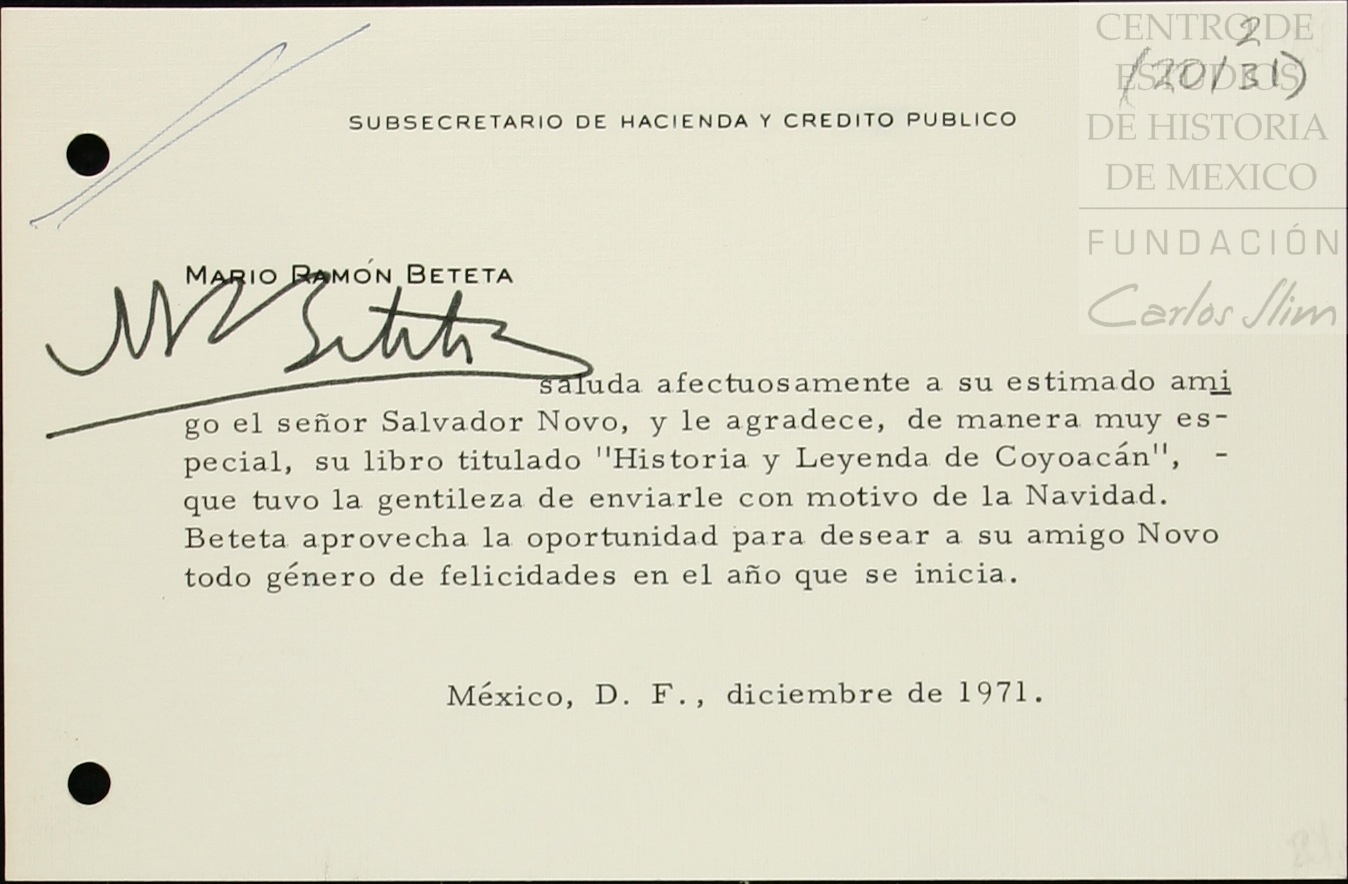 CENTRO DE
ESTUDIOS
DE HISTORIA
DE MEXICO
FUNDACIÓN
Carlos Slim
2
(20/31)
SUBSECRETARIO DE HACIENDA Y CREDITO PUBLICO
MARIO RAMÓN BETETA
M R Beteta
saluda afectuosamente a su estimado ami
go el señor Salvador Novo, y le agradece, de manera muy es-
pecial, su libro titulado "Historia y Leyenda de Coyoacán", -
que tuvo la gentileza de enviarle con motivo de la Navidad.
Beteta aprovecha la oportunidad para desear a su amigo Novo
todo género de felicidades en el año que se inicia.
México, D. F., diciembre de 1971.